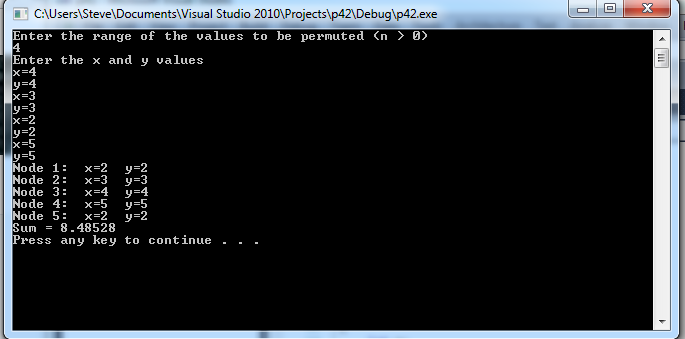 C:\Users\Steve\Documents\Visual Studio 2010\Projects\p42\Debug\p42.exe
Enter the range of the values to be permuted (n > 0)
4
Enter the x and y values
x=4
y=4
x=3
y=3
x=2
y=2
x=5
y=5
Node 1:  x=2  y=2
Node 2:  x=3  y=3
Node 3:  x=4  y=4
Node 4:  x=5  y=5
Node 5:  x=2  y=2
Sum = 8.48528
Press any key to continue . . .